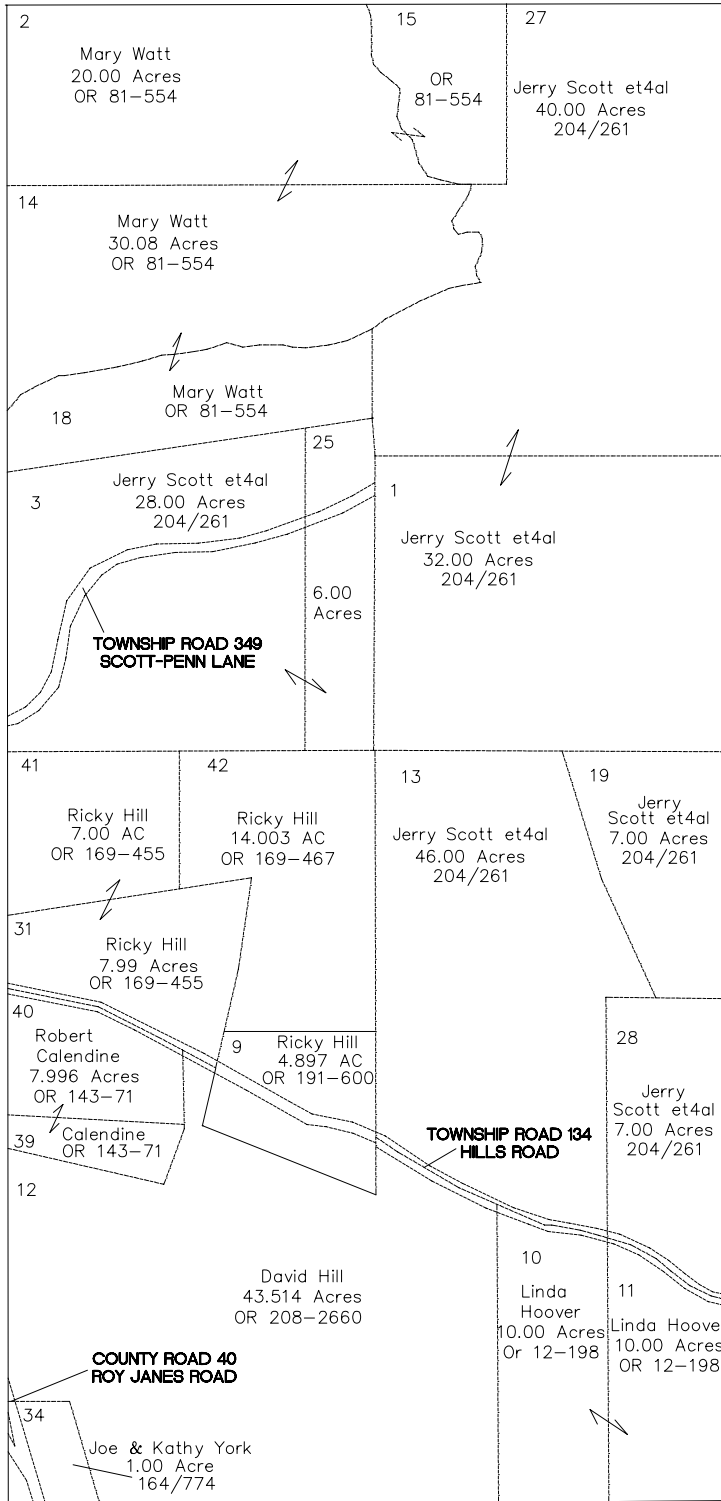 2
Mary Watt
20.00 Acres
OR 81-554
15
OR
81-554
27
Jerry Scott et4al
40.00 Acres
204/261
14
Mary Watt
30.08 Acres
OR 81-554
Mary Watt
OR 81-554
18
25
3
Jerry Scott et4al
28.00 Acres
204/261
1
Jerry Scott et4al
32.00 Acres
204/261
6.00
Acres
TOWNSHIP ROAD 349
SCOTT-PENN LANE
41
Ricky Hill
7.00 AC
OR 169-455
42
Ricky Hill
14.003 AC
OR 169-467
13
Jerry Scott et4al
46.00 Acres
204/261
19
Jerry
Scott et4al
7.00 Acres
204/261
31
Ricky Hill
7.99 Acres
OR 169-455
40
Robert
Calendine
7.996 Acres
OR 143-71
9
Ricky Hill
4.897 AC
OR 191-600
28
Jerry
Scott et4al
7.00 Acres
204/261
39
Calendine
OR 143-71
TOWNSHIP ROAD 134
HILLS ROAD
12
David Hill
43.514 Acres
OR 208-2660
10
Linda
Hoover
10.00 Acres
Or 12-198
11
Linda Hoove
10.00 Acres
OR 12-198
COUNTY ROAD 40
ROY JANES ROAD
34
Joe & Kathy York
1.00 Acre
164/774